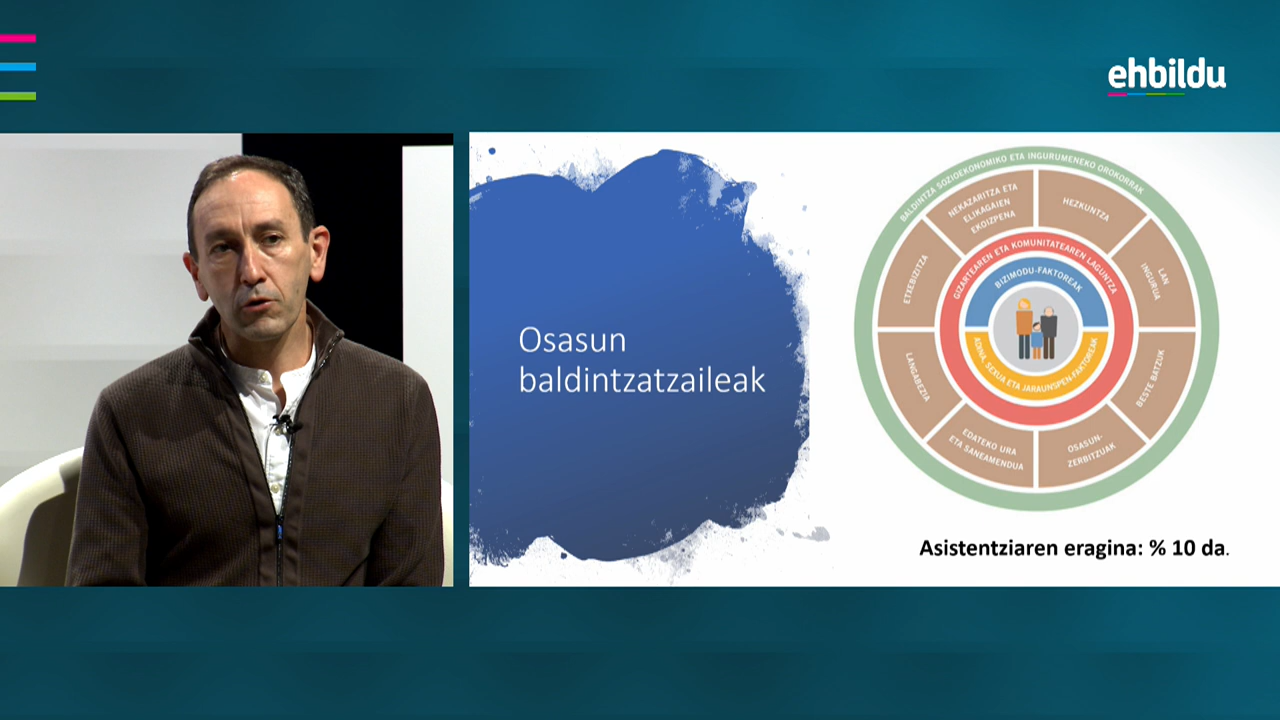 ehbildu
Osasun
baldintzatzaileak
BALDINTZA SOZIOEKONOMIKO ETA INGURUMENEKO OROKORRAK
NEKAZARITZA ETA
ELIKAGAIEN
EKOIZPENA
HEZKUNTZA
ETXEBIZITZA
LAN
INGURUA
GIZARTEAREN ETA KOMUNITATEAREN LAGUNTZA
BIZIMODU-FAKTOREAK
ADINA, SEXUA ETA JARAUNSPEN-FAKTOREAK
LANGABEZIA
BESTE BATZUK
EDATEKO URA
ETA SANEAMENDUA
OSASUN-
ZERBITZUAK
Asistentziaren eragina: % 10 da.